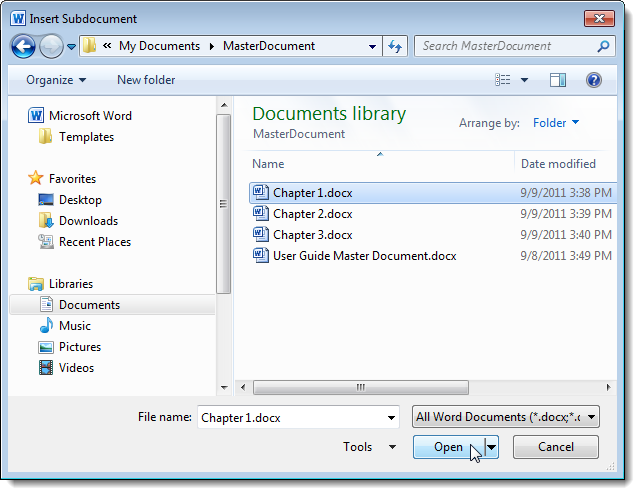 Insert Subdocument
« My Documents MasterDocument Search MasterDocument
Organize New folder
Microsoft Word
Templates
Favorites
Desktop
Downloads
Recent Places
Libraries
Documents
Music
Pictures
Videos
Documents library
MasterDocument
Arrange by: Folder
Name Date modified
Chapter 1.docx 9/9/2011 3:38 PM
Chapter 2.docx 9/9/2011 3:39 PM
Chapter 3.docx 9/9/2011 3:40 PM
User Guide Master Document.docx 9/8/2011 3:49 PM
File name: Chapter 1.docx All Word Documents (*.docx;*.c
Tools Open Cancel